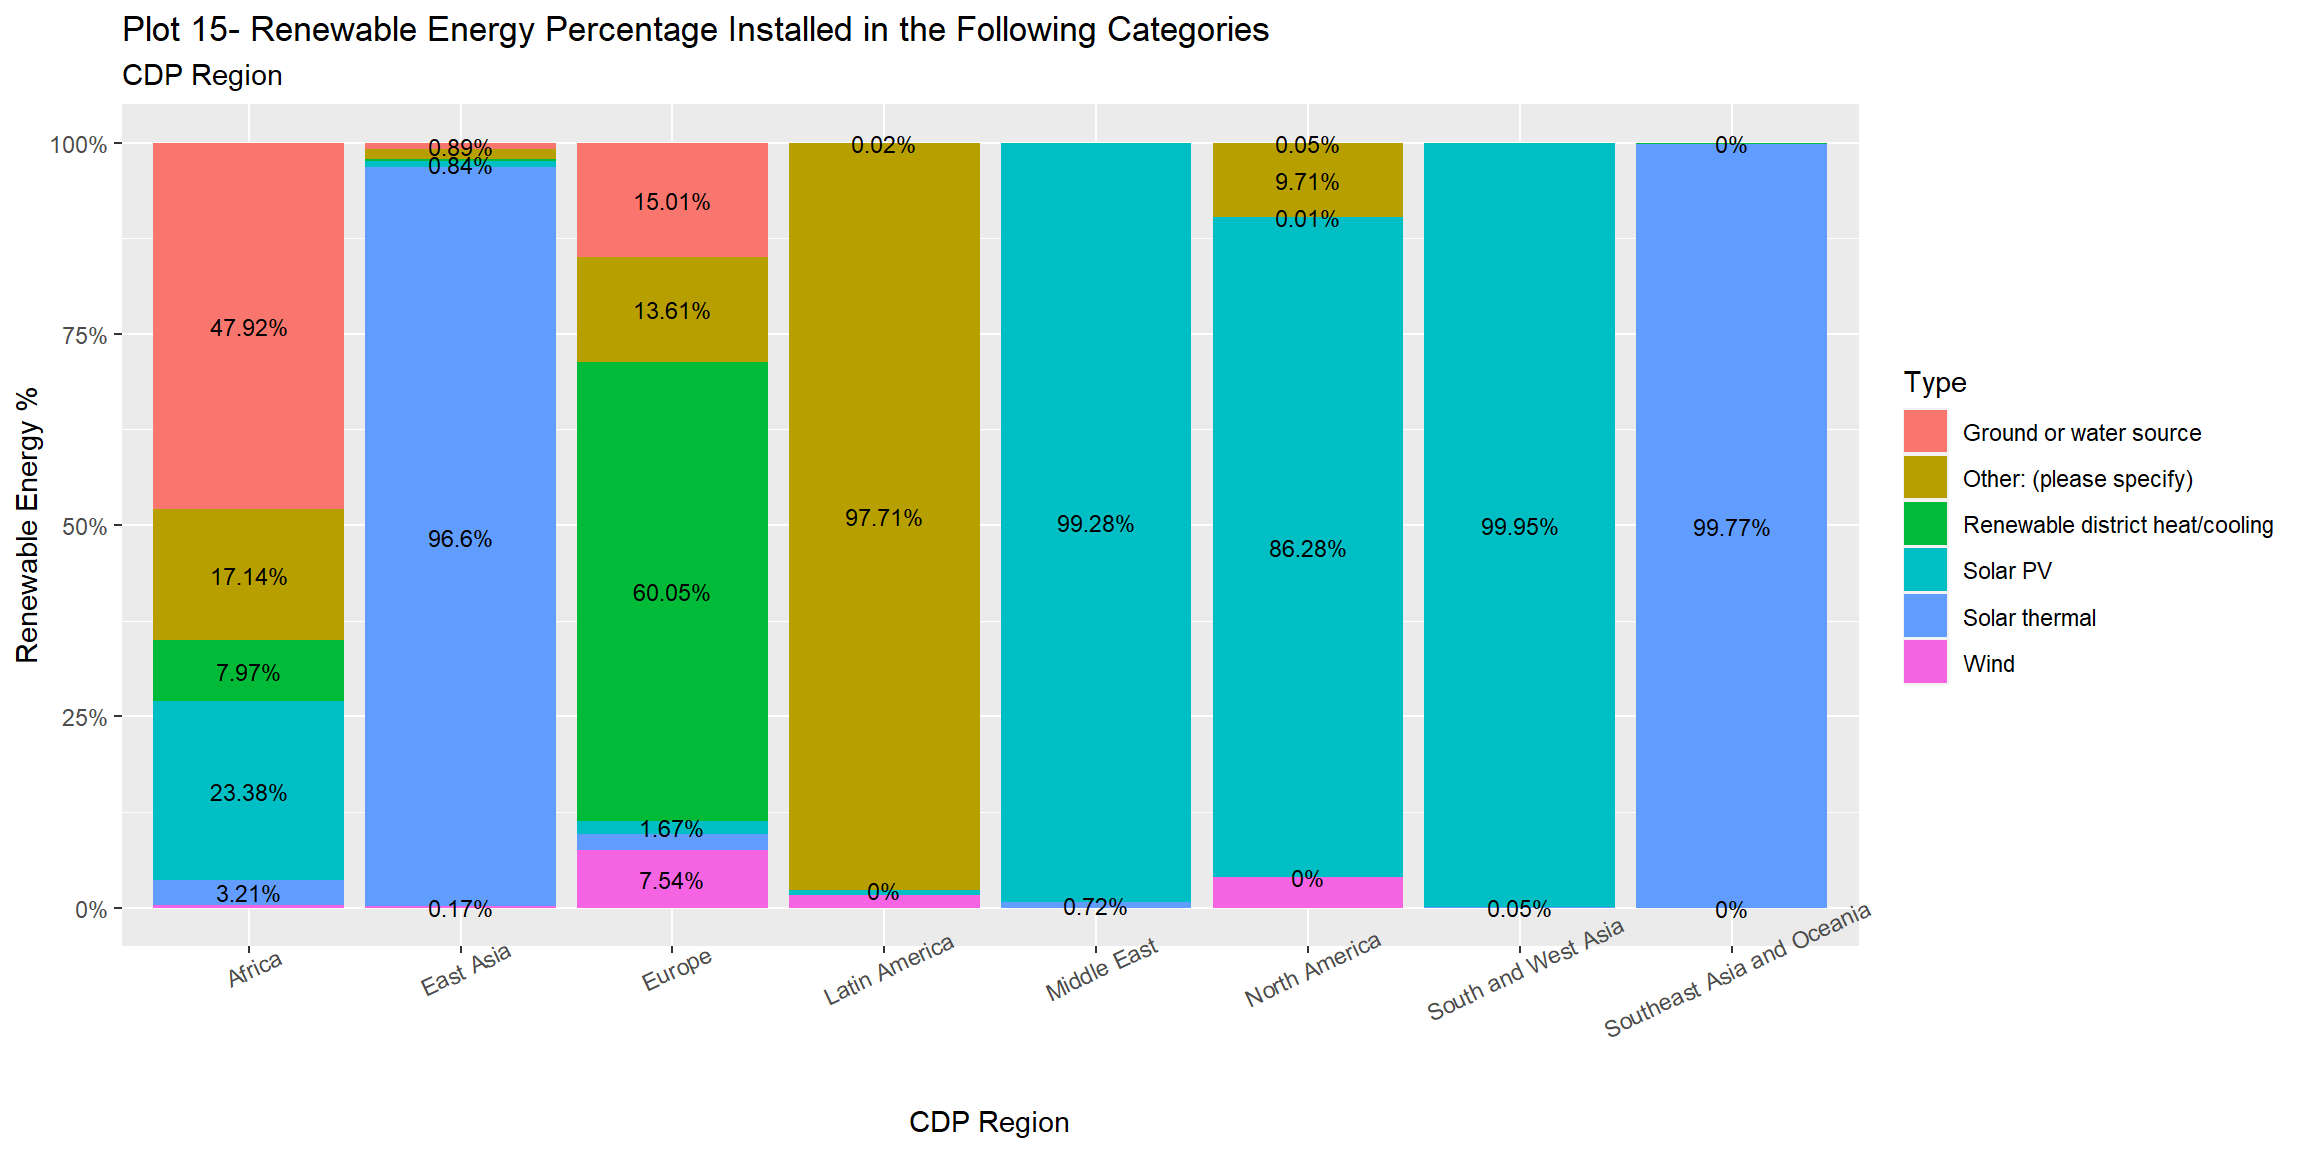 Plot 15- Renewable Energy Percentage Installed in the Following Categories
CDP Region
Renewable Energy %
100%
75%
50%
25%
0%
47.92%
17.14%
7.97%
23.38%
3.21%
0.89%
0.84%
96.6%
0.17%
15.01%
13.61%
60.05%
1.67%
7.54%
0.02%
97.71%
0%
99.28%
0.72%
0.05%
9.71%
0.01%
86.28%
0%
99.95%
0.05%
0%
99.77%
0%
Africa
East Asia
Europe
Latin America
Middle East
North America
South and West Asia
Southeast Asia and Oceania
CDP Region
Type
Ground or water source
Other: (please specify)
Renewable district heat/cooling
Solar PV
Solar thermal
Wind